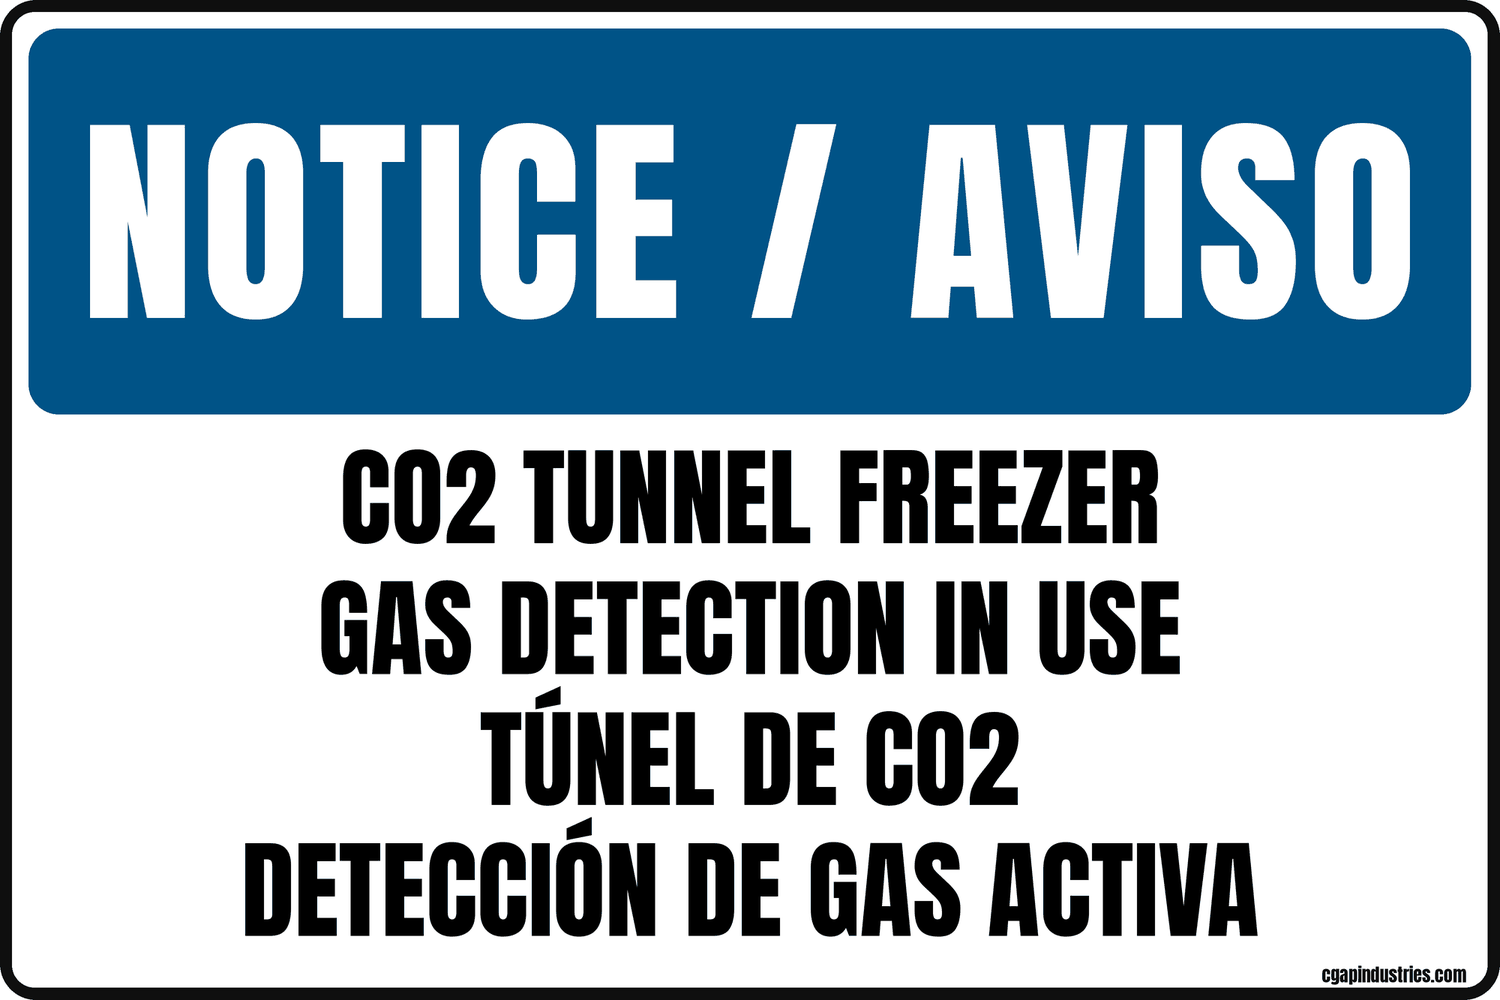 NOTICE / AVISO
CO2 TUNNEL FREEZER
GAS DETECTION IN USE
TÚNEL DE CO2
DETECCIÓN DE GAS ACTIVA
cgapindustries.com